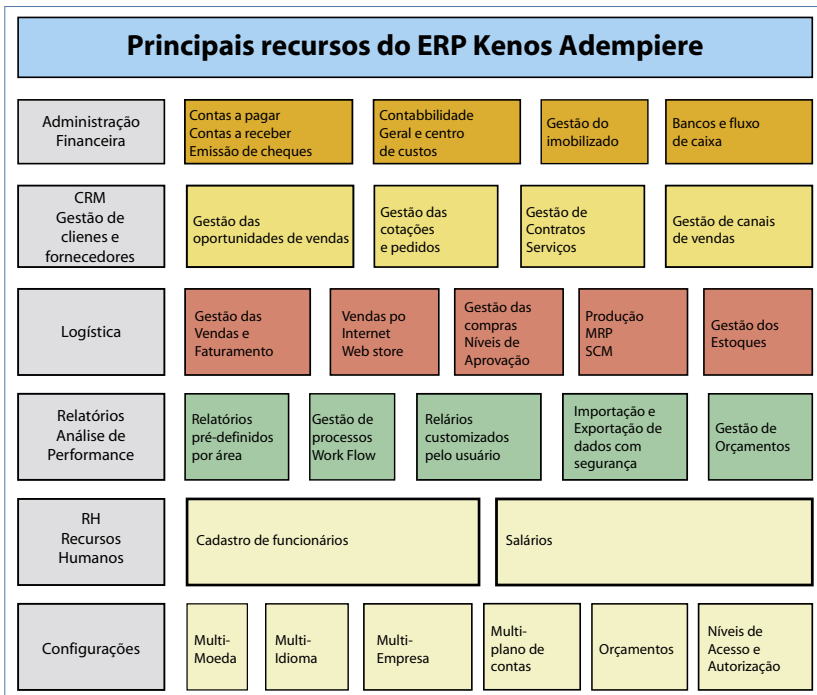 Principais recursos do ERP Kenos Adempiere
Administração
Financeira
Contas a pagar
Contas a receber
Emissão de cheques
Contabbilidade
Geral e centro
de custos
Gestão do
imobilizado
Bancos e fluxo
de caixa
CRM
Gestão de
clienes e
fornecedores
Gestão das
oportunidades de vendas
Gestão das
cotações
e pedidos
Gestão de
Contratos
Serviços
Gestão de canais
de vendas
Logística
Gestão das
Vendas e
Faturamento
Vendas po
Internet
Web store
Gestão das
compras
Níveis de
Aprovação
Produção
MRP
SCM
Gestão dos
Estoques
Relatórios
Análise de
Performance
Relatórios
pré-definidos
por área
Gestão de
processos
Work Flow
Relários
customizados
pelo usuário
Importação e
Exportação de
dados com
segurança
Gestão de
Orçamentos
RH
Recursos
Humanos
Cadastro de funcionários
Salários
Configurações
Multi-
Moeda
Multi-
Idioma
Multi-
Empresa
Multi-
plano de
contas
Orçamentos
Níveis de
Acesso e
Autorização